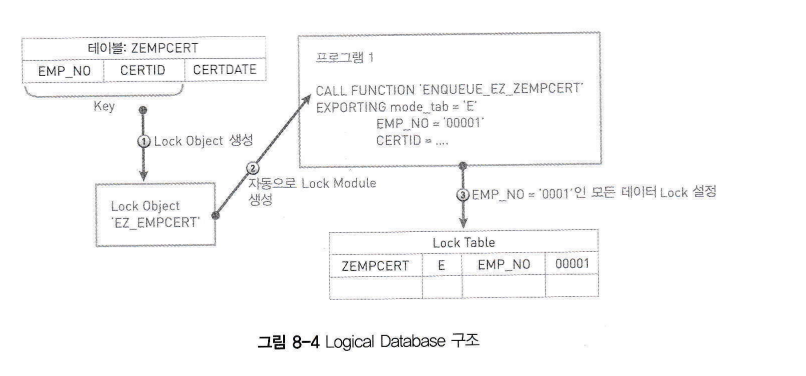 테이블: ZEMPCERT
EMP_NO CERTID CERTDATE
Key
① Lock Object 생성
Lock Object
'EZ_EMPCERT'
② 자동으로 Lock Module
생성
프로그램 1
CALL FUNCTION 'ENQUEUE_EZ_ZEMPCERT'
EXPORTING mode_tab = 'E'
EMP_NO = '00001'
CERTID = ....
③ EMP_NO = '0001'인 모든 데이터 Lock 설정
Lock Table
ZEMPCERT E EMP_NO 00001
그림 8-4 Logical Database 구조